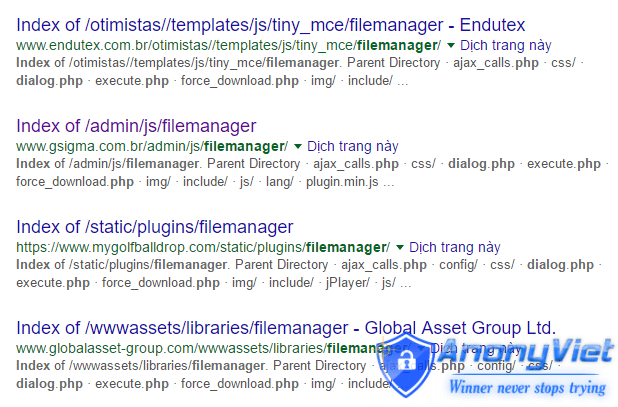 Index of /otimistas//templates/js/tiny_mce/filemanager - Endutex
www.endutex.com.br/otimistas//templates/js/tiny_mce/filemanager/ ▼ Dịch trang này
Index of /otimistas//templates/js/tiny_mce/filemanager. Parent Directory · ajax_calls.php · css/ ·
dialog.php · execute.php · force_download.php · img/ · include/ ...
Index of /admin/js/filemanager
www.gsigma.com.br/admin/js/filemanager/ ▼ Dịch trang này
Index of /admin/js/filemanager. Parent Directory · ajax_calls.php · css/ · dialog.php · execute.php ·
force_download.php · img/ · include/ · js/ · lang/ · plugin.min.js ...
Index of /static/plugins/filemanager
https://www.mygolfballdrop.com/static/plugins/filemanager/ ▼ Dịch trang này
Index of /static/plugins/filemanager. Parent Directory · ajax_calls.php · config/ · css/ · dialog.php ·
execute.php · force_download.php · img/ · include/ · jPlayer/ · js/ ...
Index of /wwwassets/libraries/filemanager - Global Asset Group Ltd.
www.globalasset-group.com/wwwassets/libraries/filemanager/ ▼ Dịch trang này
Index of /wwwassets/libraries/filemanager. Parent Directory · ajax_calls.php · config/ · css/ ·
dialog.php · execute.php · force_download.php · img/ · include/
AnonyViet
Winner never stops trying